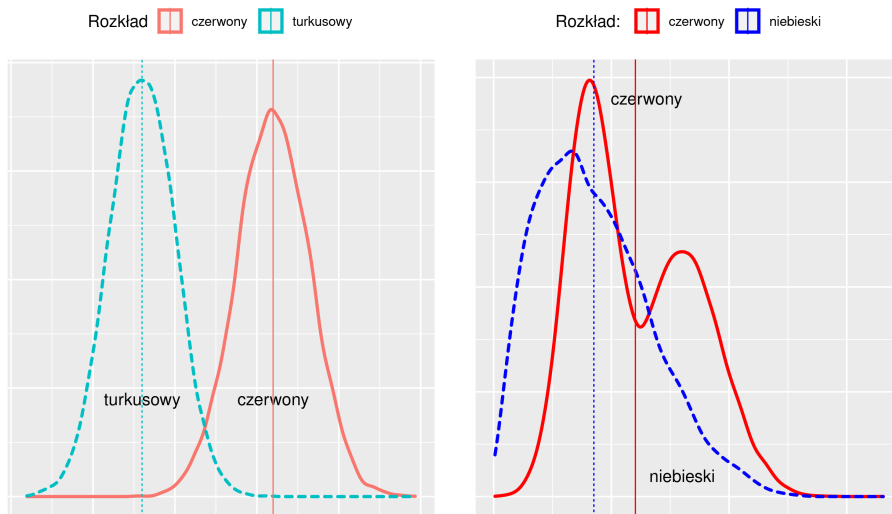 Rozkład czerwony turkusowy
turkusowy czerwony
Rozkład: czerwony niebieski
czerwony
niebieski